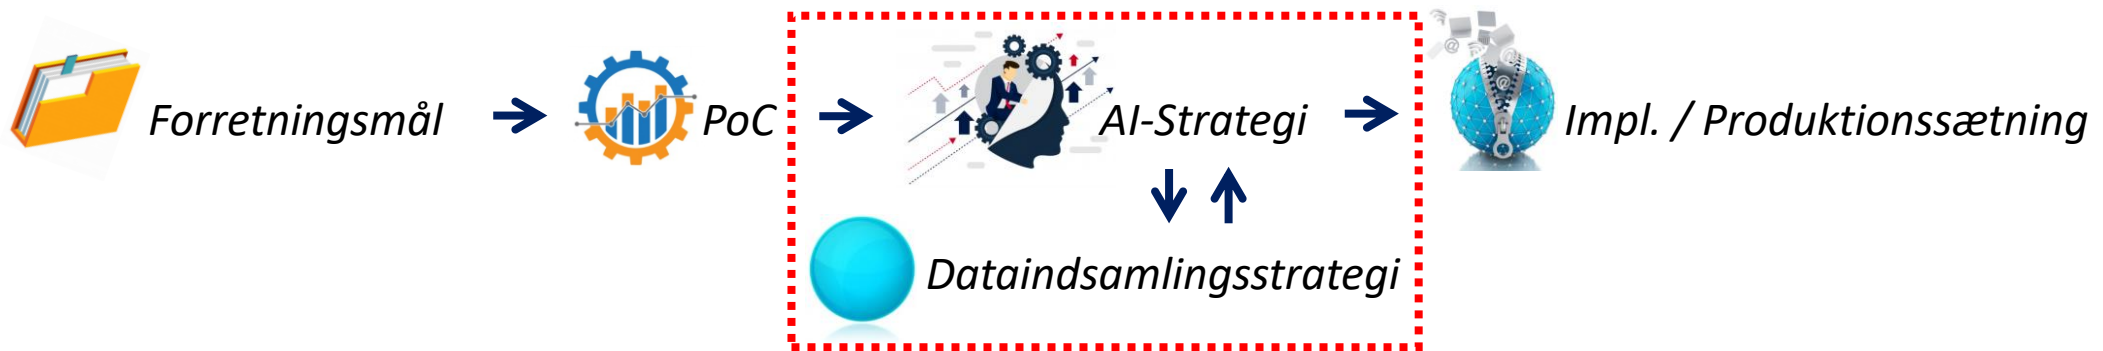 Forretningsmål
PoC
AI-Strategi
Impl. / Produktionssætning
Dataindsamlingsstrategi